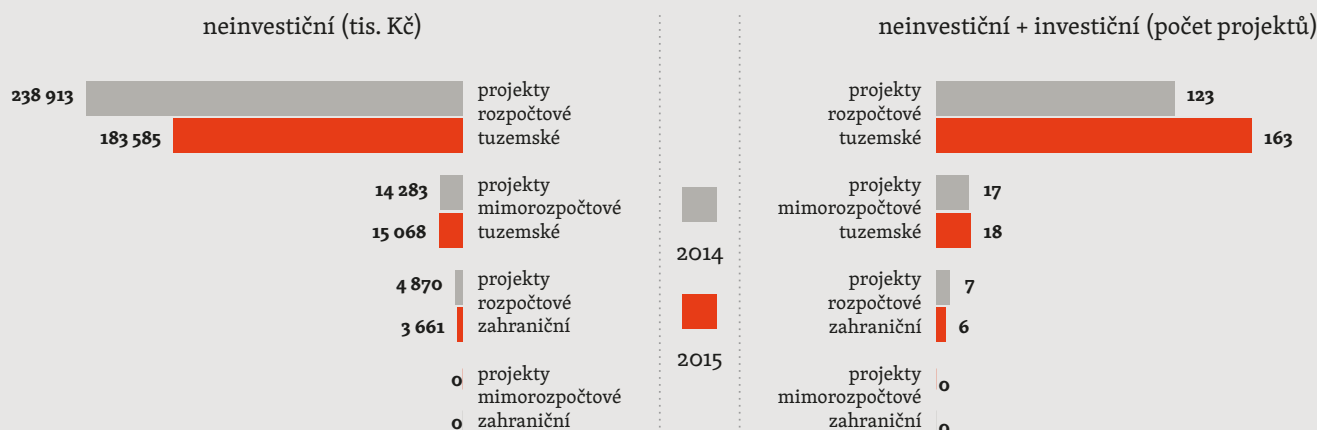 neinvestiční (tis. Kč)
238 913
183 585
projekty
rozpočtové
tuzemské
14 283
15 068
projekty
mimorozpočtové
tuzemské
4 870
3 661
projekty
rozpočtové
zahraniční
0
0
projekty
mimorozpočtové
zahraniční
2014
2015
neinvestiční + investiční (počet projektů)
projekty
rozpočtové
tuzemské
123
163
projekty
mimorozpočtové
tuzemské
17
18
projekty
rozpočtové
zahraniční
7
6
projekty
mimorozpočtové
zahraniční
0
0